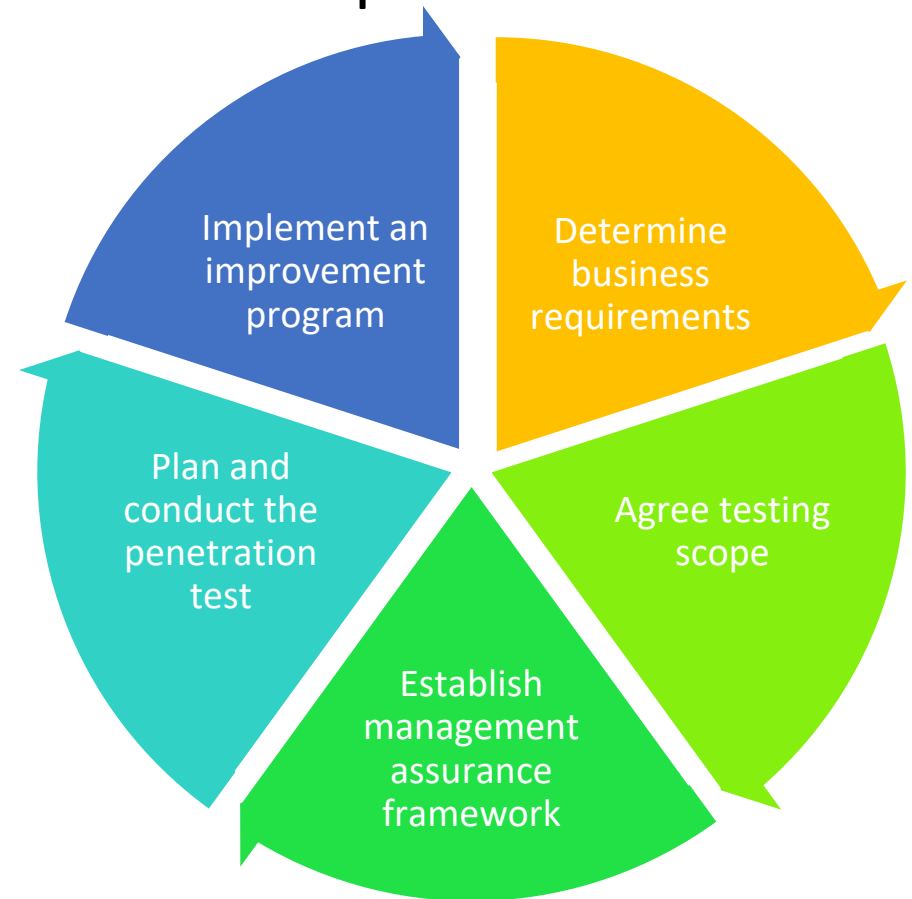 Determine
business
requirements
Agree testing
scope
Establish
management
assurance
framework
Plan and
conduct the
penetration
test
Implement an
improvement
program